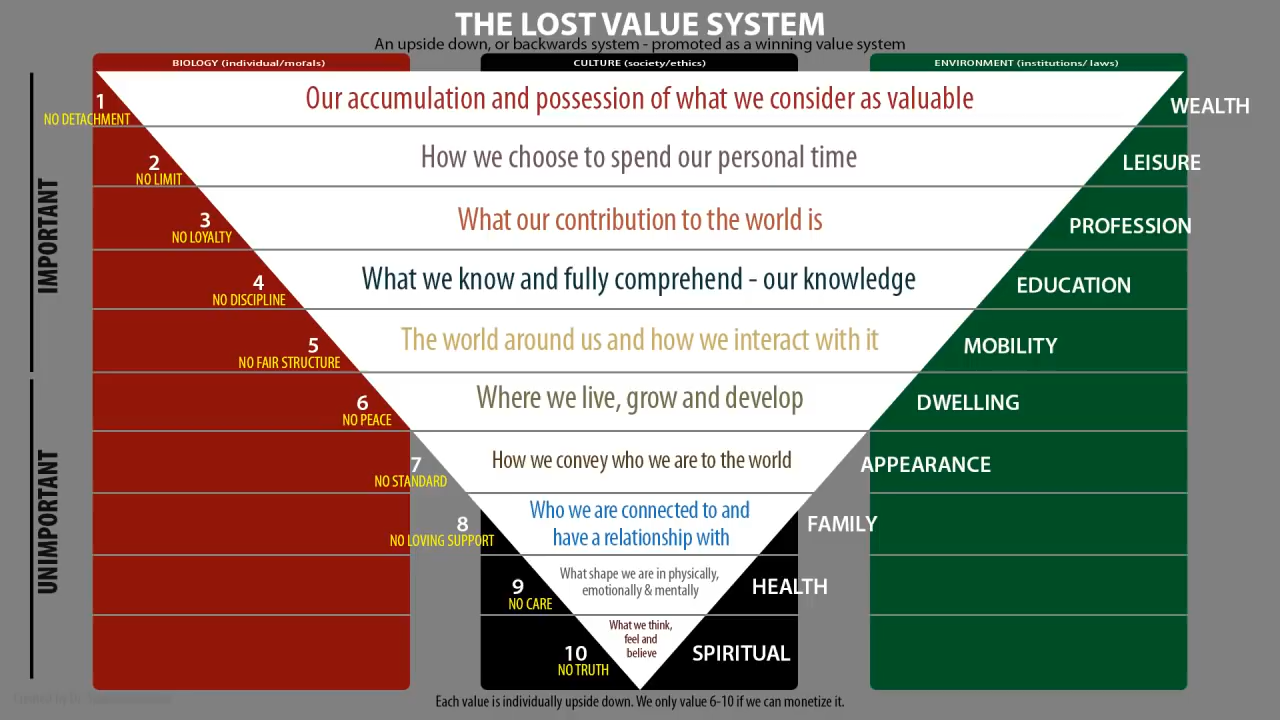 THE LOST VALUE SYSTEM
An upside down, or backwards system - promoted as a winning value system
BIOLOGY (individual/morals)
CULTURE (society/ethics)
ENVIRONMENT (institutions/ laws)
IMPORTANT
UNIMPORTANT
1
NO DETACHMENT
Our accumulation and possession of what we consider as valuable
WEALTH
2
NO LIMIT
How we choose to spend our personal time
LEISURE
3
NO LOYALTY
What our contribution to the world is
PROFESSION
4
NO DISCIPLINE
What we know and fully comprehend - our knowledge
EDUCATION
5
NO FAIR STRUCTURE
The world around us and how we interact with it
MOBILITY
6
NO PEACE
Where we live, grow and develop
DWELLING
7
NO STANDARD
How we convey who we are to the world
APPEARANCE
8
NO LOVING SUPPORT
Who we are connected to and
have a relationship with
FAMILY
9
NO CARE
What shape we are in physically,
emotionally & mentally
HEALTH
10
NO TRUTH
What we think,
feel and
believe
SPIRITUAL
Each value is individually upside down. We only value 6-10 if we can monetize it.